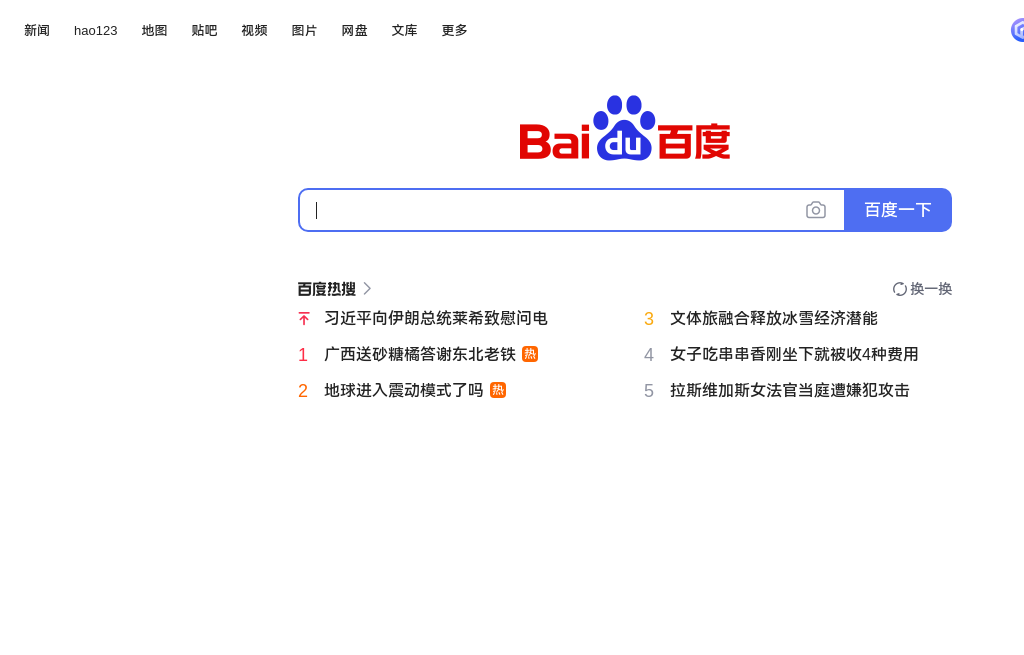 新闻 hao123 地图 贴吧 视频 图片 网盘 文库 更多
Bai du 百度
百度一下
百度热搜 换一换
习近平向伊朗总统莱希致慰问电
3 文体旅融合释放冰雪经济潜能
1 广西送砂糖橘答谢东北老铁 热
4 女子吃串串香刚坐下就被收4种费用
2 地球进入震动模式了吗 热
5 拉斯维加斯女法官当庭遭嫌犯攻击